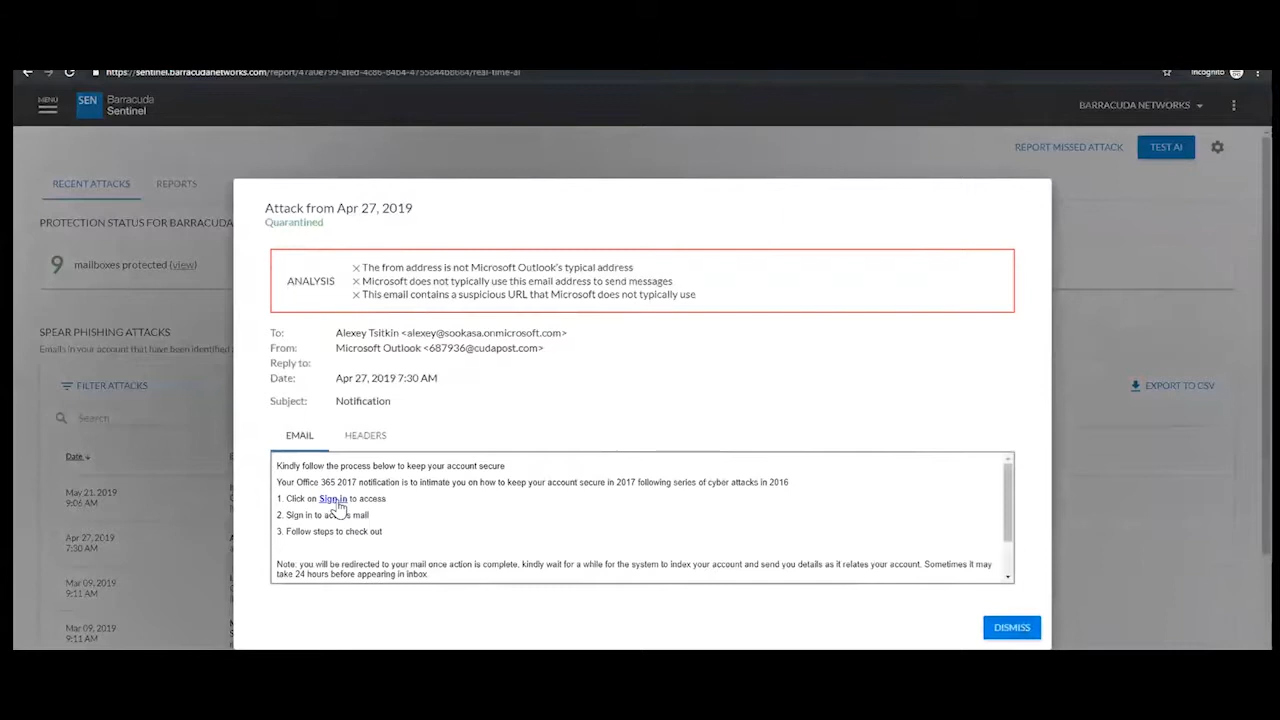 https://sentinel.barracudanetworks.com/report/
Incognito
MENU
SEN Barracuda
Sentinel
BARRACUDA NETWORKS
REPORT MISSED ATTACK
TEST AI
RECENT ATTACKS REPORTS
PROTECTION STATUS FOR BARRACUDA
9 mailboxes protected (view)
SPEAR PHISHING ATTACKS
Emails in your account that have been identified
FILTER ATTACKS
EXPORT TO CSV
Search
Date
May 21, 2019
9:06 AM
Apr 27, 2019
7:30 AM
Mar 09, 2019
9:11 AM
Mar 09, 2019
9:11 AM
Attack from Apr 27, 2019
Quarantined
ANALYSIS
The from address is not Microsoft Outlook's typical address
Microsoft does not typically use this email address to send messages
This email contains a suspicious URL that Microsoft does not typically use
To: Alexey Tsitkin <alexey@sookasa.onmicrosoft.com>
From: Microsoft Outlook <687936@cudapost.com>
Reply to:
Date: Apr 27, 2019 7:30 AM
Subject: Notification
EMAIL HEADERS
Kindly follow the process below to keep your account secure
Your Office 365 2017 notification is to intimate you on how to keep your account secure in 2017 following series of cyber attacks in 2016
1. Click on Sign in to access
2. Sign in to access mail
3. Follow steps to check out
Note, you will be redirected to your mail once action is complete, kindly wait for a while for the system to index your account and send you details as it relates your account. Sometimes it may
take 24 hours before appearing in inbox
DISMISS